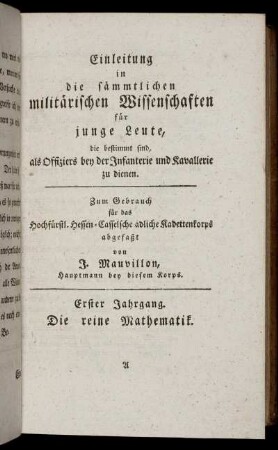 Einleitung
in
die sämmtlichen
militärischen Wissenschaften
für
junge Leute,
die bestimmt sind,
als Offiziers bey der Infanterie und Kavallerie
zu dienen.
Zum Gebrauch
für das
Hochfürstl. Hessen-Casselsche adliche Kadettenkorps
abgefaßt
von
J. Mauvillon,
Hauptmann bey diesem Korps.
Erster Jahrgang.
Die reine Mathematik.
A